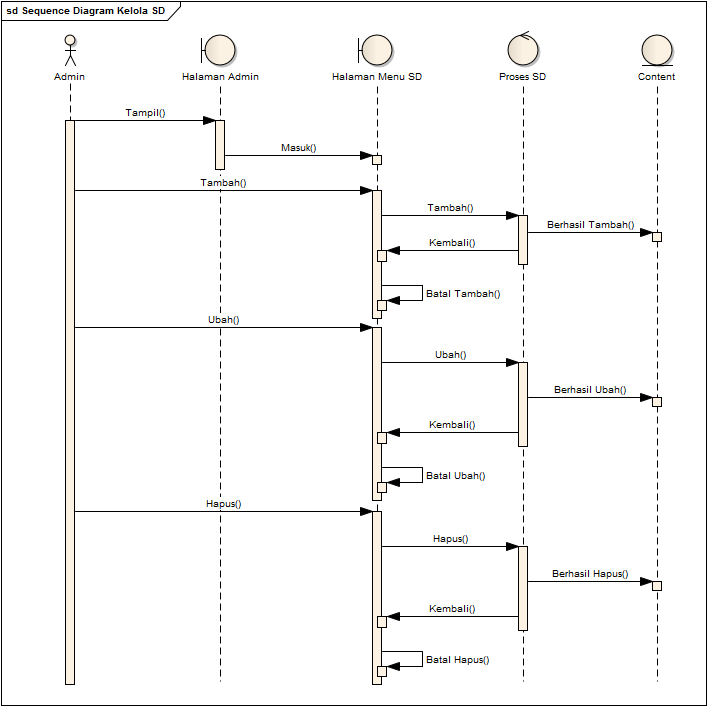 sd Sequence Diagram Kelola SD
Admin
Halaman Admin
Halaman Menu SD
Proses SD
Content
Tampil()
Masuk()
Tambah()
Tambah()
Berhasil Tambah()
Kembali()
Batal Tambah()
Ubah()
Ubah()
Berhasil Ubah()
Kembali()
Batal Ubah()
Hapus()
Hapus()
Berhasil Hapus()
Kembali()
Batal Hapus()